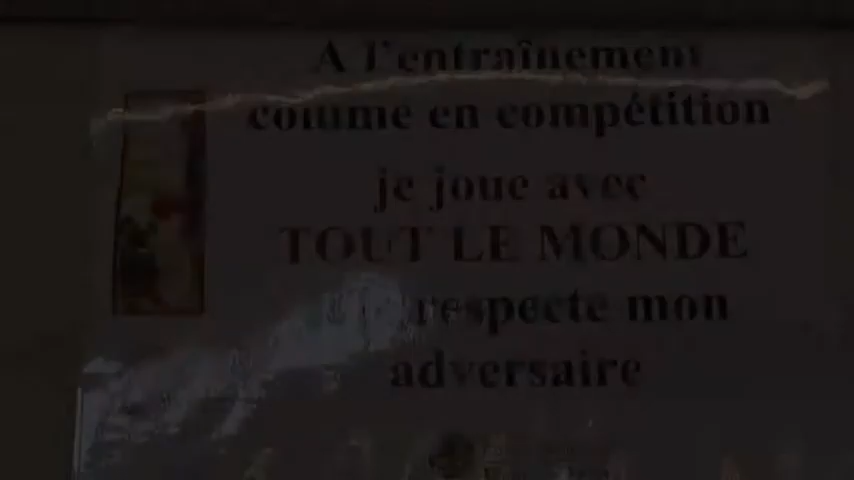 A l'entraînement
comme en compétition
je joue avec
TOUT LE MONDE
respecte mon
adversaire